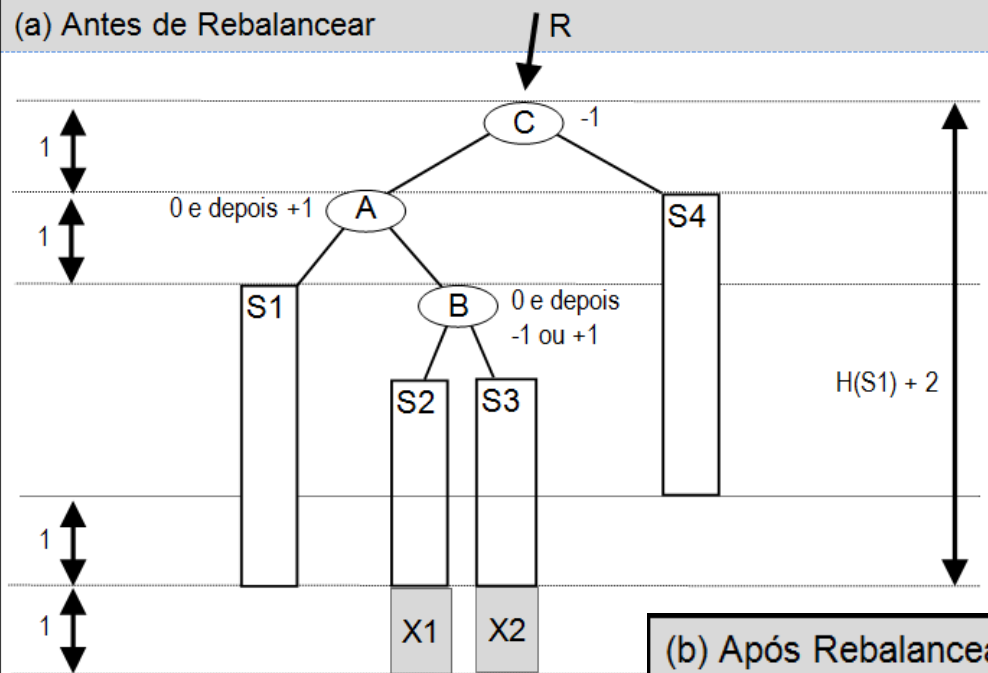 (a) Antes de Rebalancear
R
C
-1
1
0 e depois +1
A
S4
1
S1
B
0 e depois
-1 ou +1
S2
S3
H(S1) + 2
1
1
X1
X2
(b) Após Rebalancea